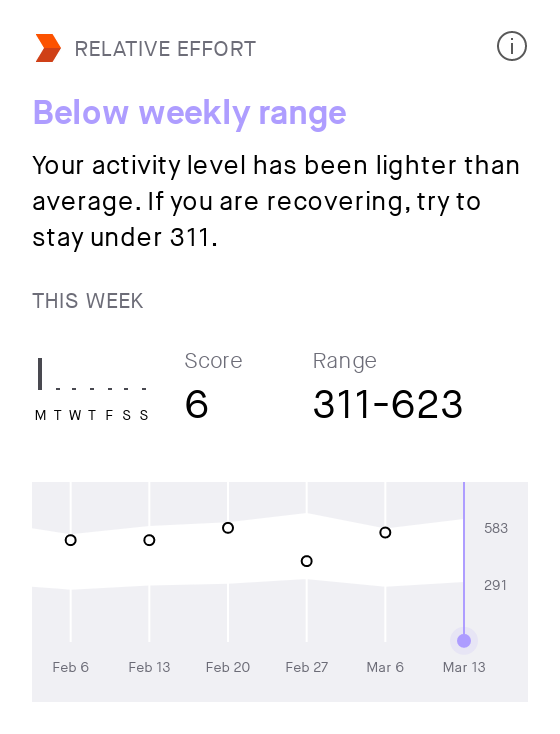 RELATIVE EFFORT
Below weekly range
Your activity level has been lighter than
average. If you are recovering, try to
stay under 311.
THIS WEEK
M T W T F S S
Score
6
Range
311-623
583
291
Feb 6 Feb 13 Feb 20 Feb 27 Mar 6 Mar 13